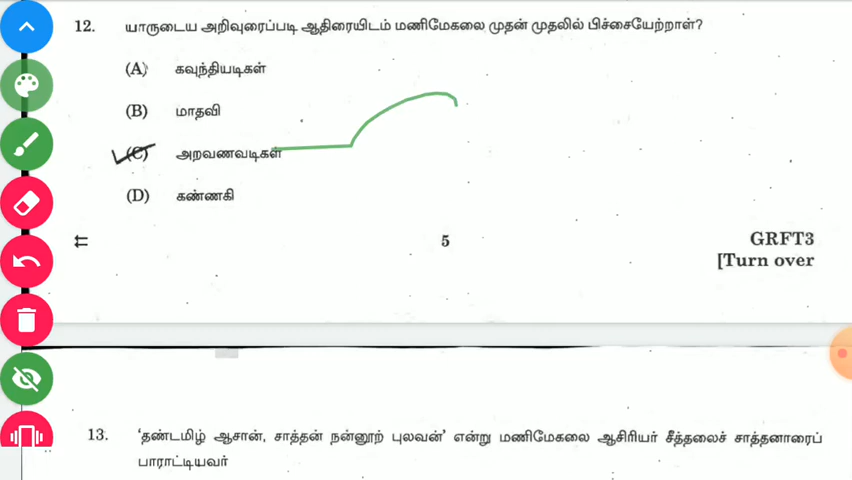 12. யாருடைய அறிவுரைப்படி ஆதிரையிடம் மணிமேகலை முதன் முதலில் பிச்சையேற்றாள்?
(A) கவுந்தியடிகள்
(B) மாதவி
(C) அறவணவடிகள்
(D) கண்ணகி
⇇ 5 GRFT3
[Turn over
13. ‘தண்டமிழ் ஆசான், சாத்தன் நன்னூற் புலவன்’ என்று மணிமேகலை ஆசிரியர் சீத்தலைச் சாத்தனாரைப்
பாராட்டியவர்